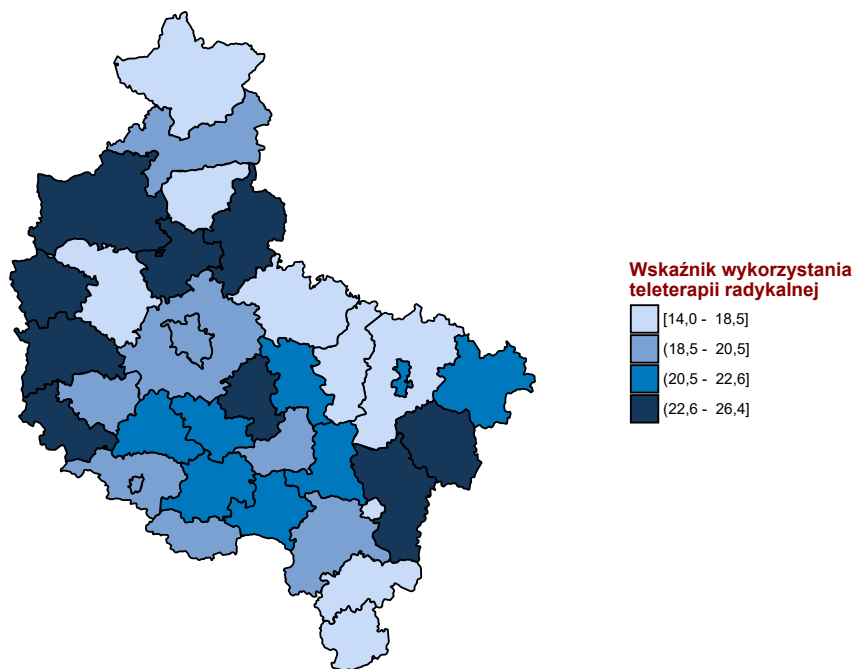 Wskaźnik wykorzystania
teleterapii radykalnej
[14,0 - 18,5]
(18,5 - 20,5]
(20,5 - 22,6]
(22,6 - 26,4]